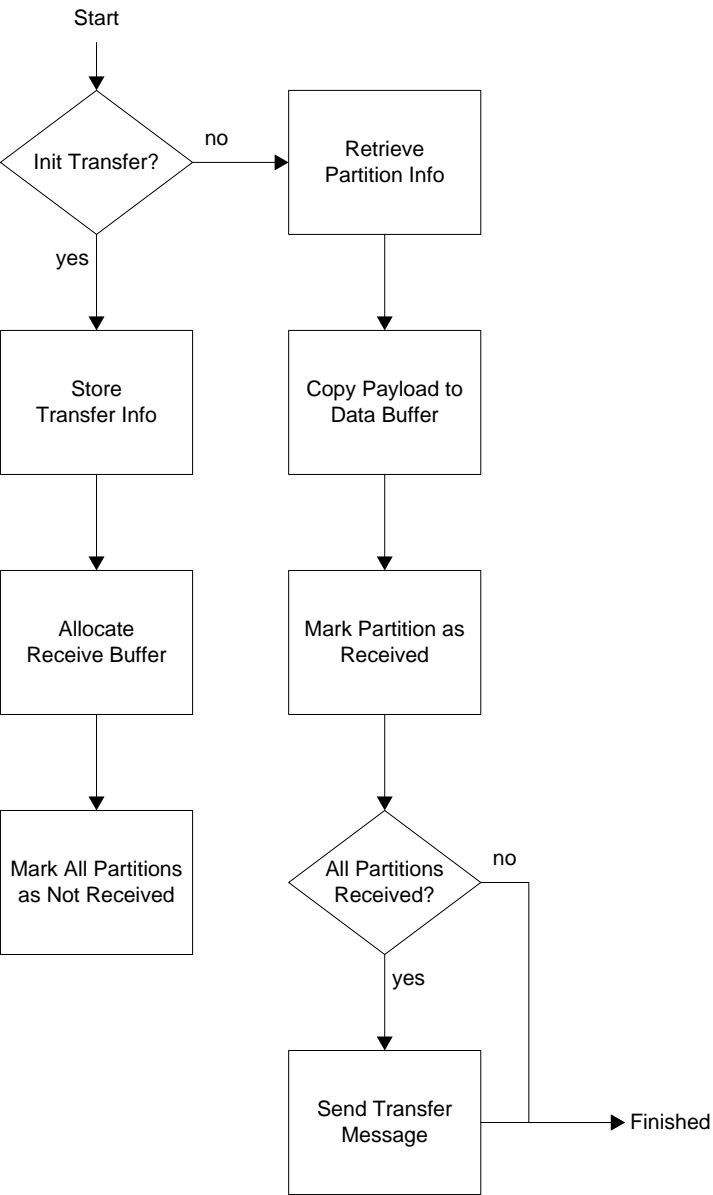 Start
Init Transfer?
no
Retrieve
Partition Info
yes
Store
Transfer Info
Copy Payload to
Data Buffer
Allocate
Receive Buffer
Mark Partition as
Received
Mark All Partitions
as Not Received
All Partitions
Received?
no
yes
Send Transfer
Message
Finished